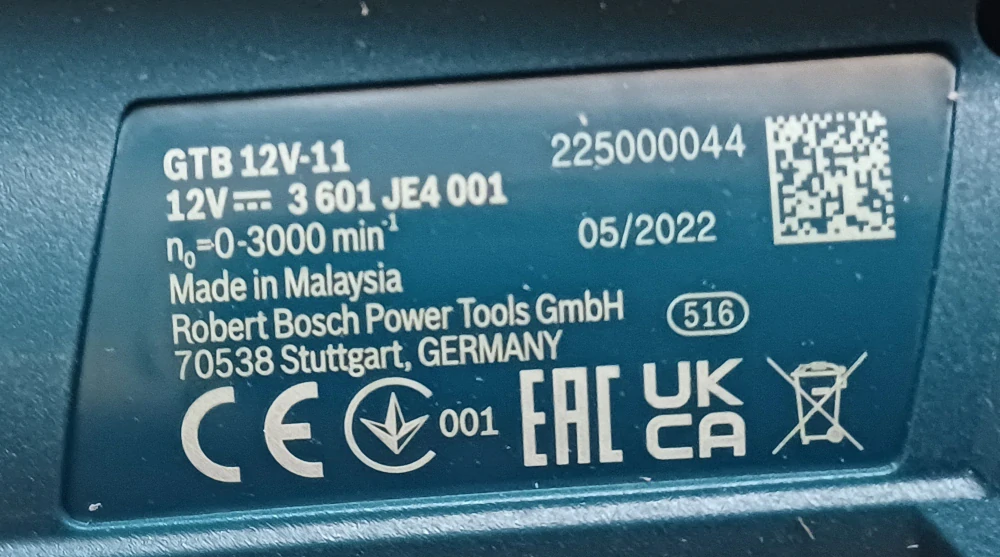 GTB 12V-11
225000044
12V⎓ 3 601 JE4 001
n₀=0-3000 min⁻¹
05/2022
Made in Malaysia
Robert Bosch Power Tools GmbH
516
70538 Stuttgart, GERMANY
CE
001
EAC
UK
CA